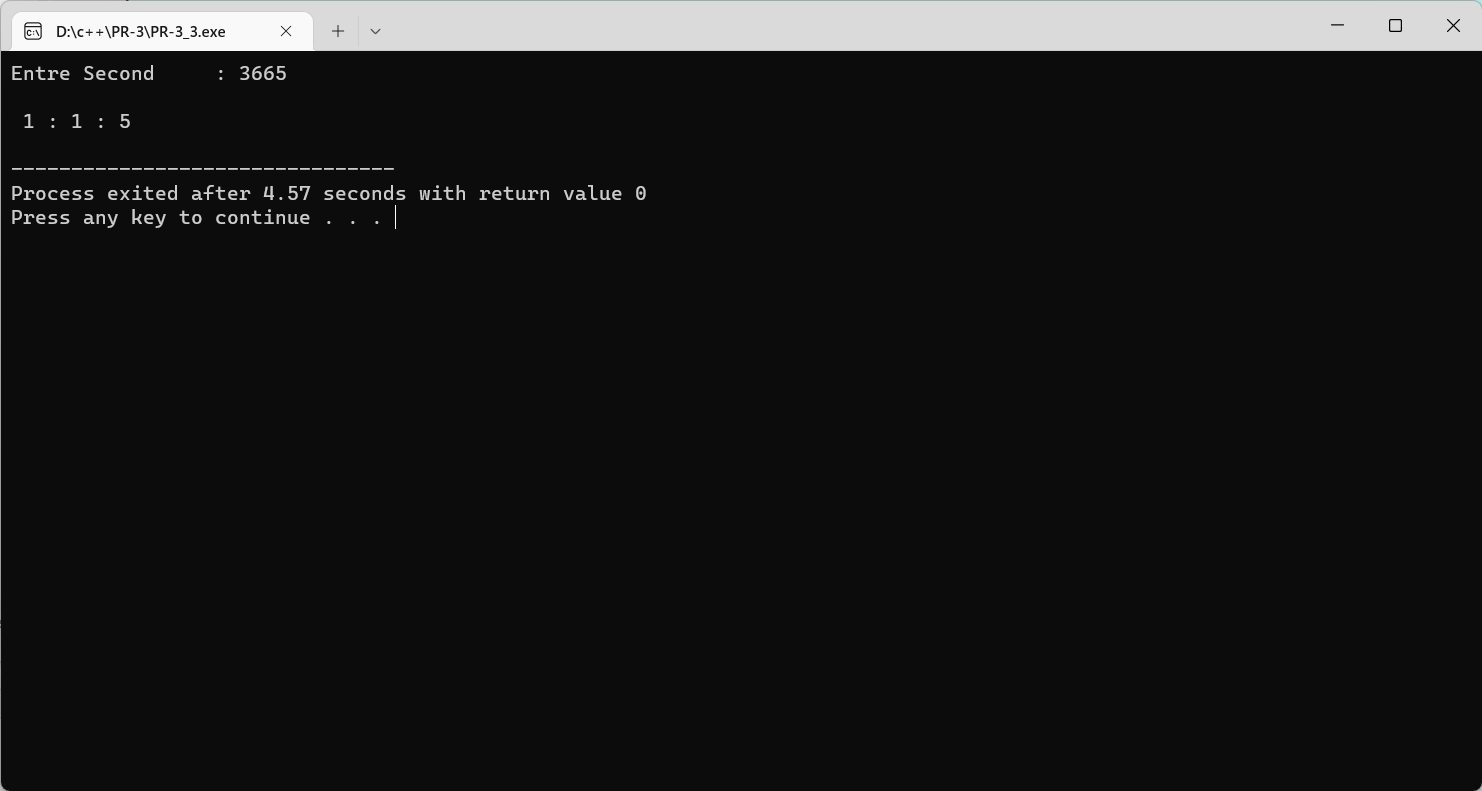 D:\c++\PR-3\PR-3_3.exe
Entre Second     : 3665
1 : 1 : 5
--------------------------------
Process exited after 4.57 seconds with return value 0
Press any key to continue . . .